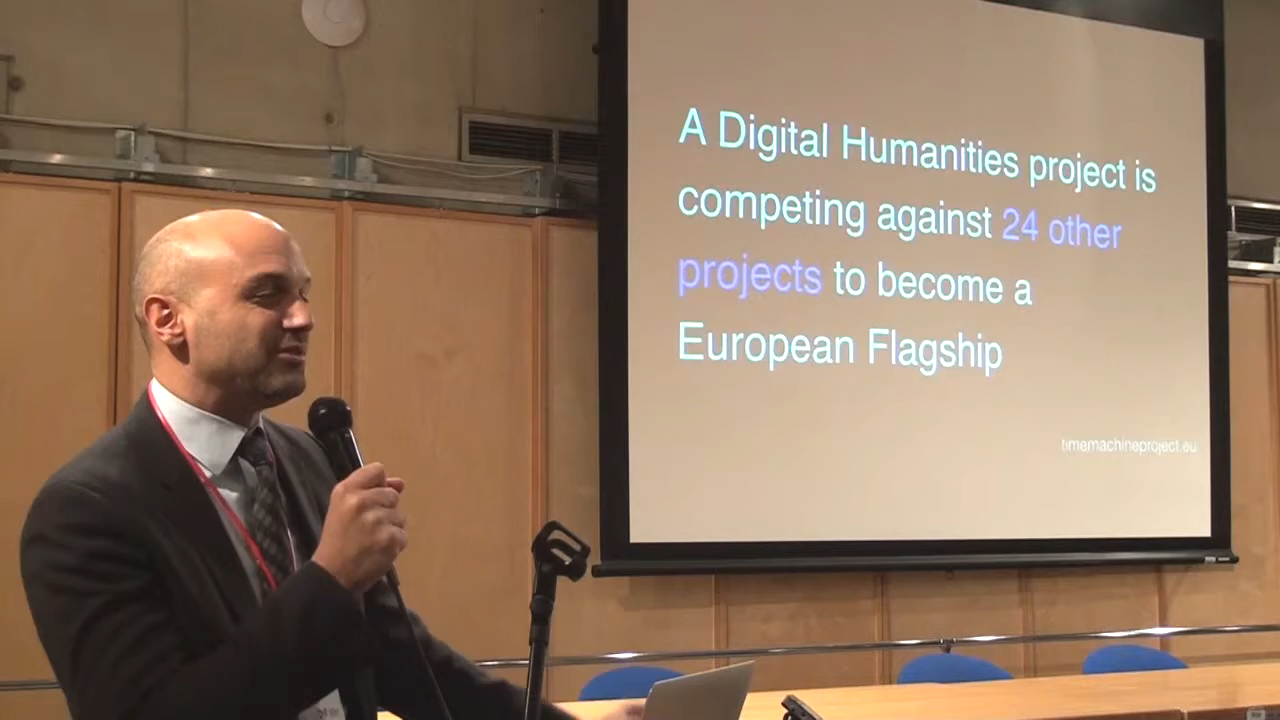 A Digital Humanities project is
competing against 24 other
projects to become a
European Flagship
timemachineproject.eu